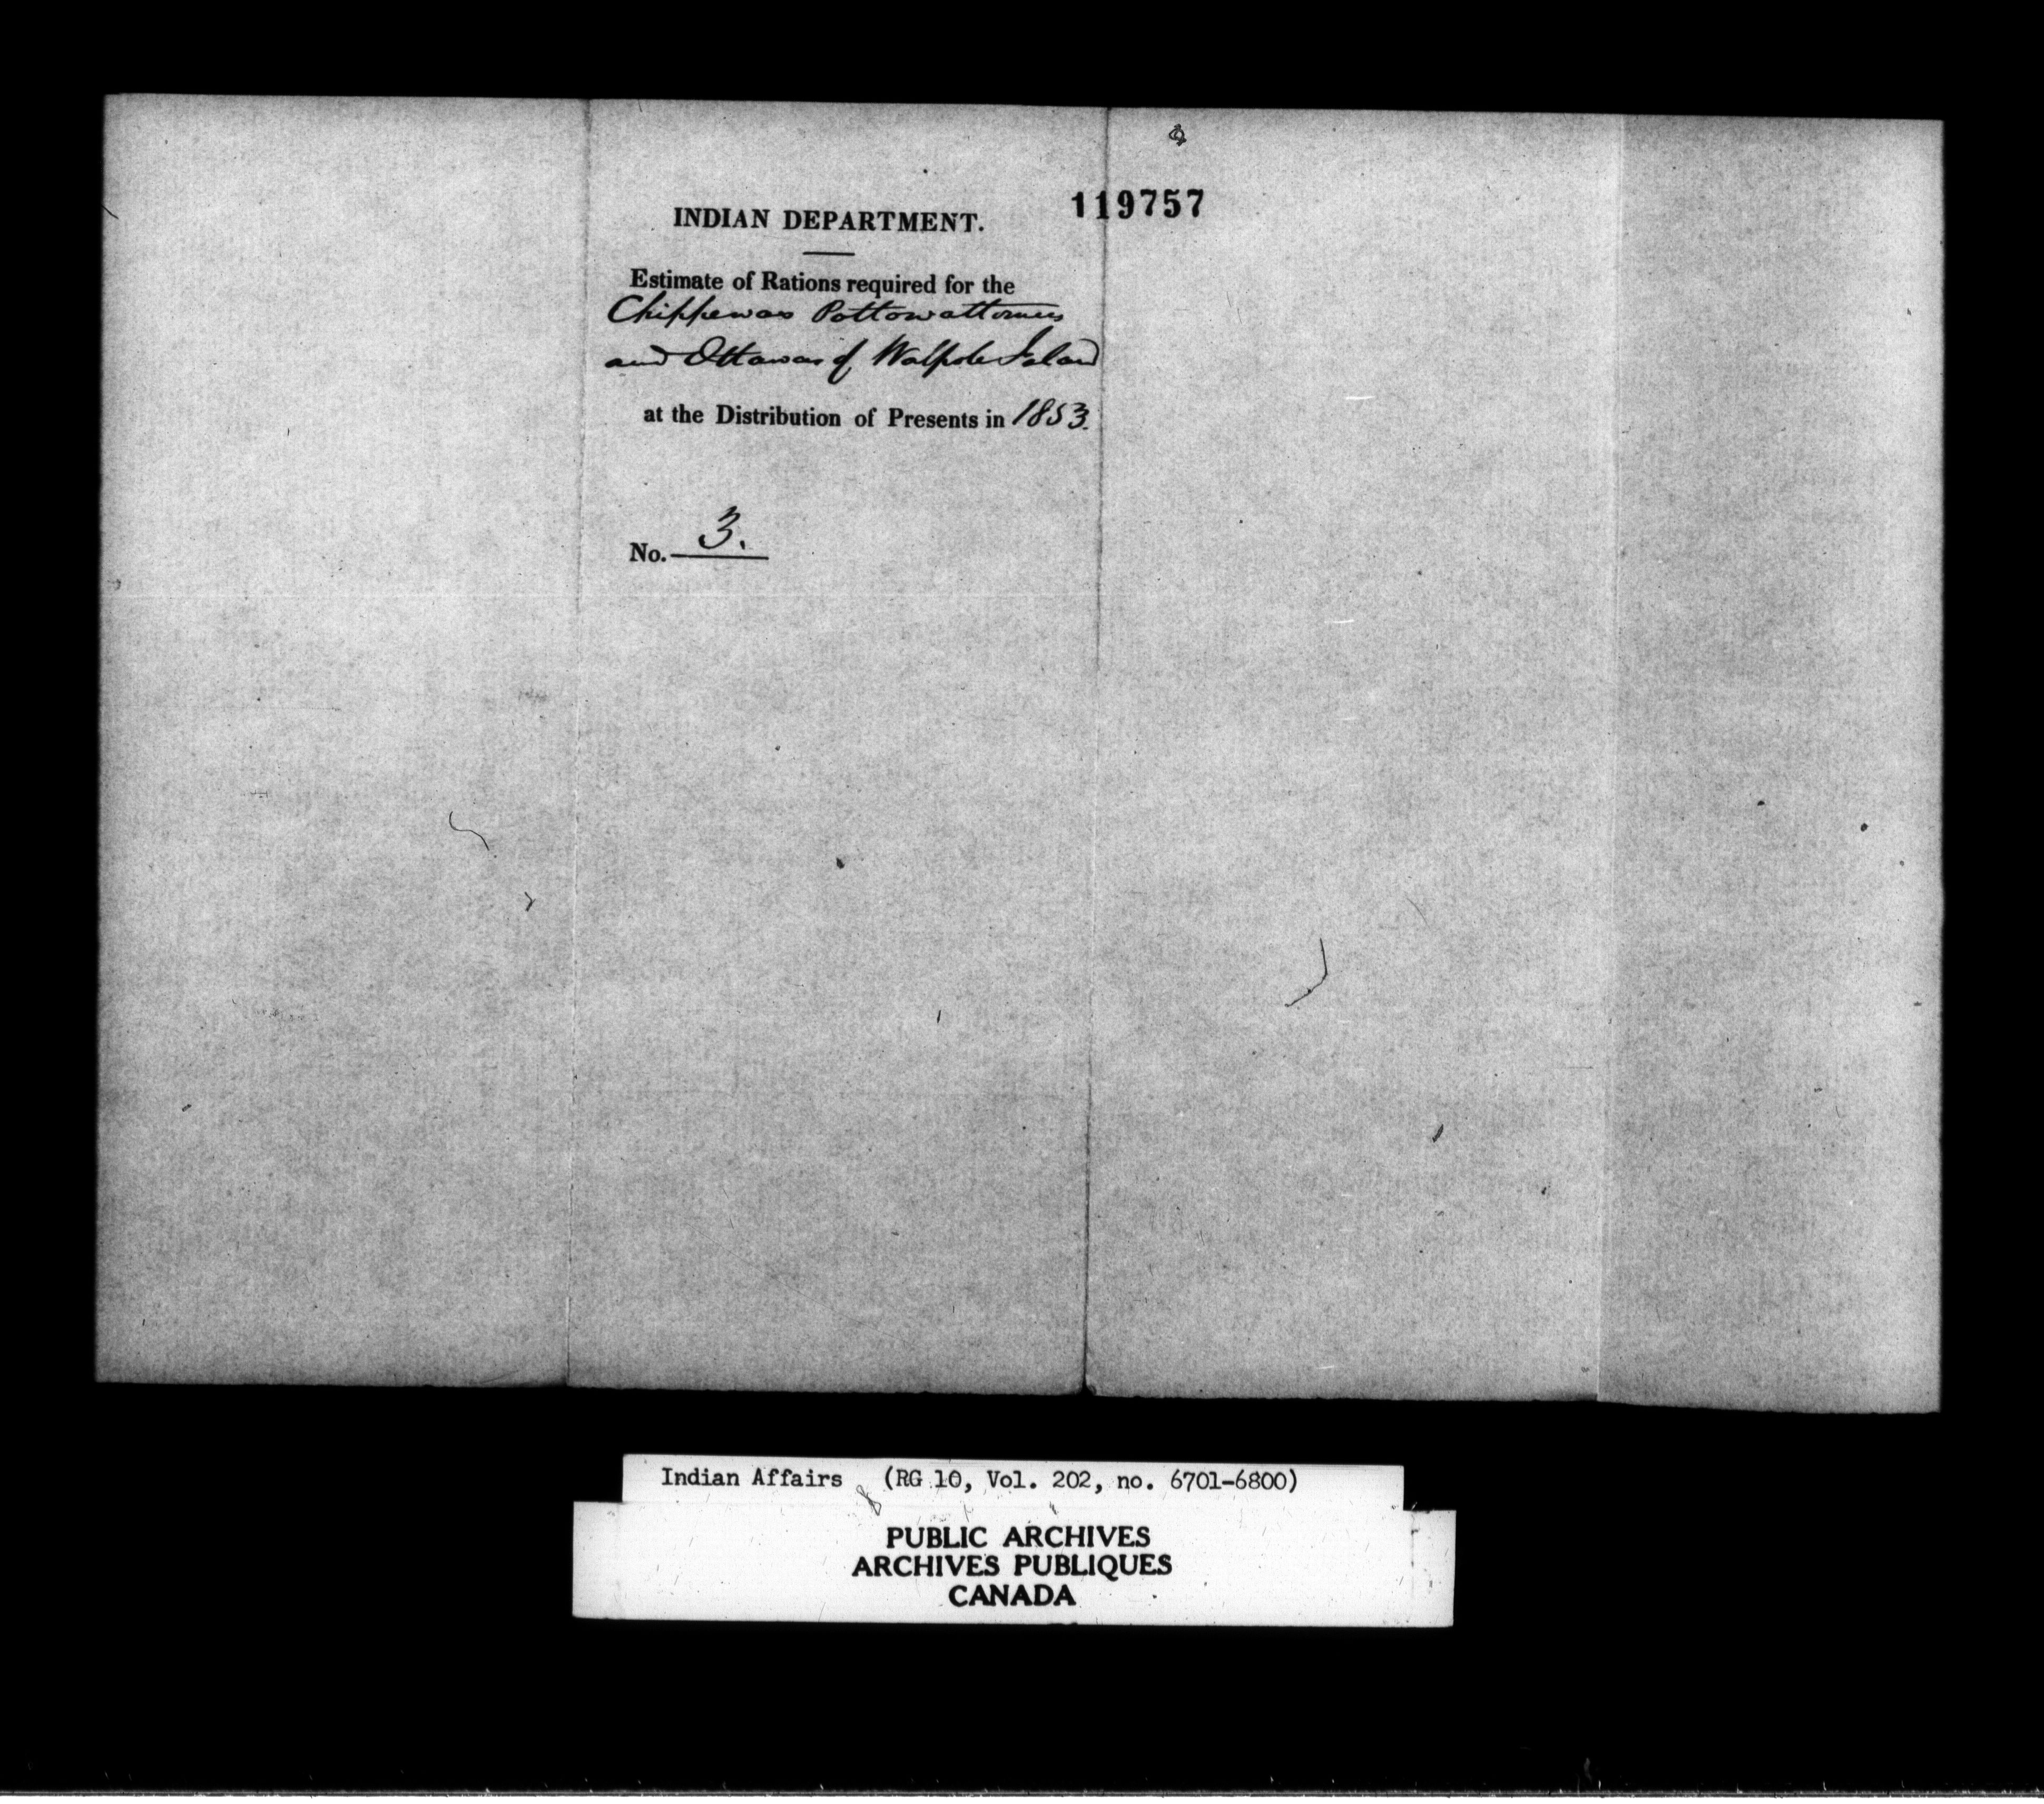 119757
INDIAN DEPARTMENT.
Estimate of Rations required for the
Chippewas Pottowattomies
and Ottawas of Walpole Island
at the Distribution of Presents in 1853.
No. 3.
Indian Affairs (RG 10, Vol. 202, no. 6701-6800)
PUBLIC ARCHIVES
ARCHIVES PUBLIQUES
CANADA